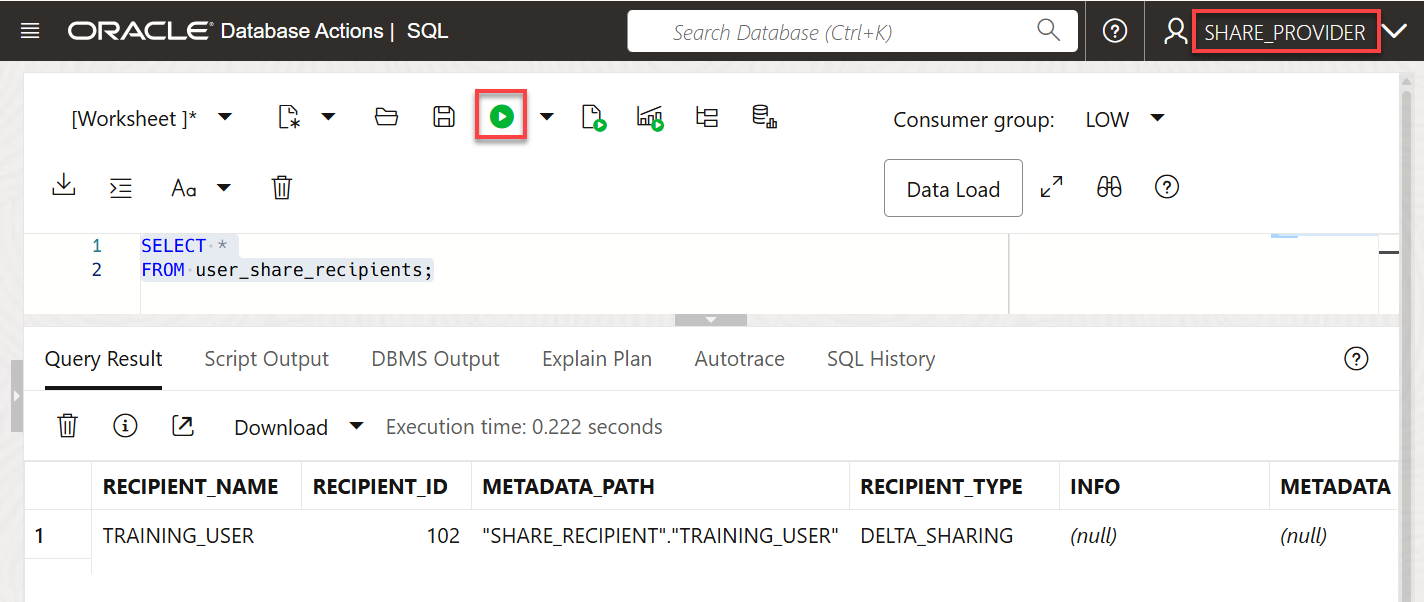 ORACLE® Database Actions | SQL
Search Database (Ctrl+K)
SHARE_PROVIDER
[Worksheet ]*
Consumer group: LOW
Aa
Data Load
1 SELECT *
2 FROM user_share_recipients;
Query Result Script Output DBMS Output Explain Plan Autotrace SQL History
Download Execution time: 0.222 seconds
RECIPIENT_NAME RECIPIENT_ID METADATA_PATH RECIPIENT_TYPE INFO METADATA
1 TRAINING_USER 102 "SHARE_RECIPIENT"."TRAINING_USER" DELTA_SHARING (null) (null)